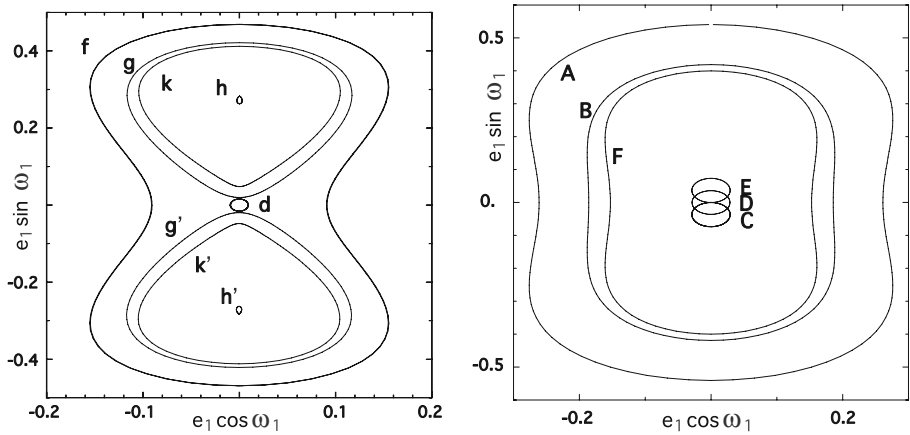 f
g
k
h
d
g'
k'
h'
0.4
0.2
0.
-0.2
-0.4
-0.2
-0.1
0.1
0.2
e₁ sin ω₁
e₁ cos ω₁
A
B
F
E
D
C
0.5
0.
-0.5
-0.2
0.2
e₁ sin ω₁
e₁ cos ω₁